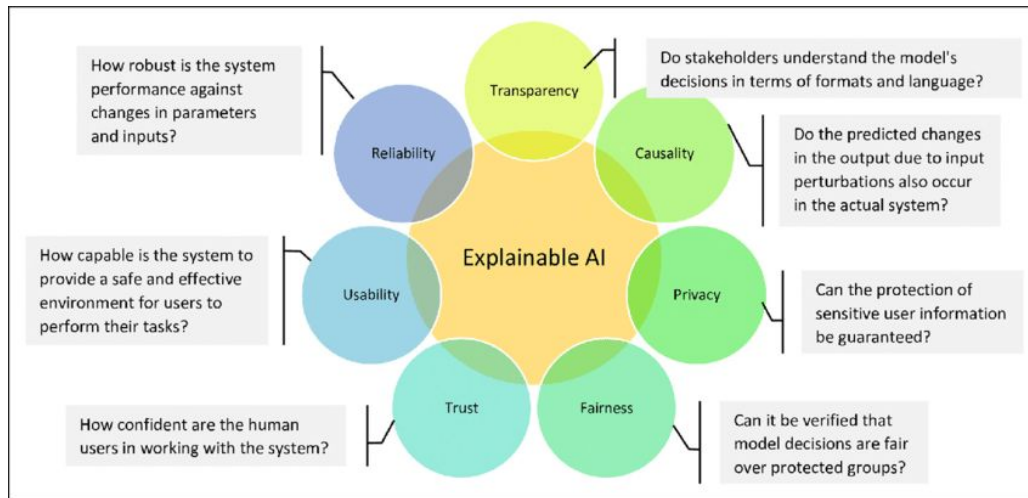 Transparency
Do stakeholders understand the model's
decisions in terms of formats and language?
Causality
Do the predicted changes
in the output due to input
perturbations also occur
in the actual system?
Privacy
Can the protection of
sensitive user information
be guaranteed?
Fairness
Can it be verified that
model decisions are fair
over protected groups?
Trust
How confident are the human
users in working with the system?
Usability
How capable is the system to
provide a safe and effective
environment for users to
perform their tasks?
Reliability
How robust is the system
performance against
changes in parameters
and inputs?
Explainable AI